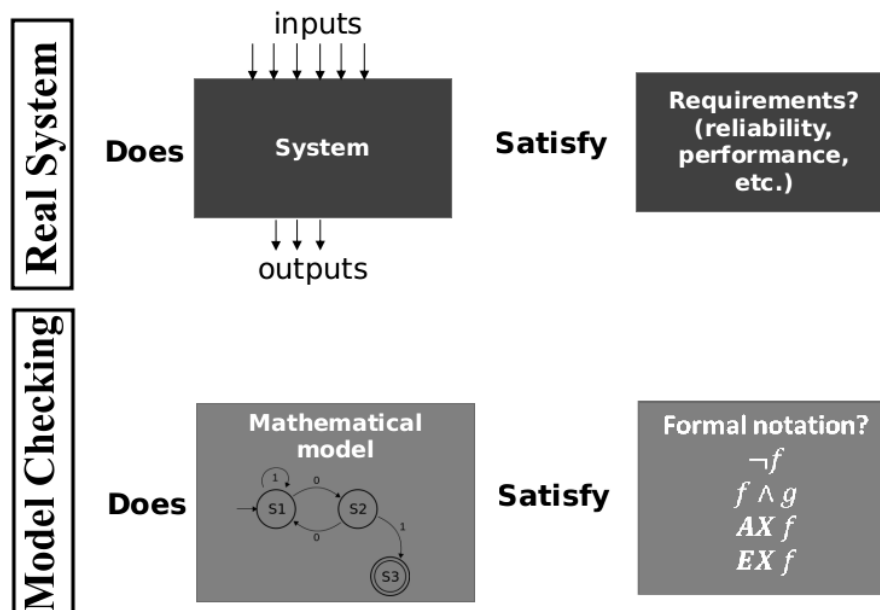 Real System
inputs
Does
System
Satisfy
Requirements?
(reliability,
performance,
etc.)
outputs
Model Checking
Does
Mathematical
model
1
0
S1
S2
0
1
S3
Satisfy
Formal notation?
¬f
f ∧ g
AX f
EX f